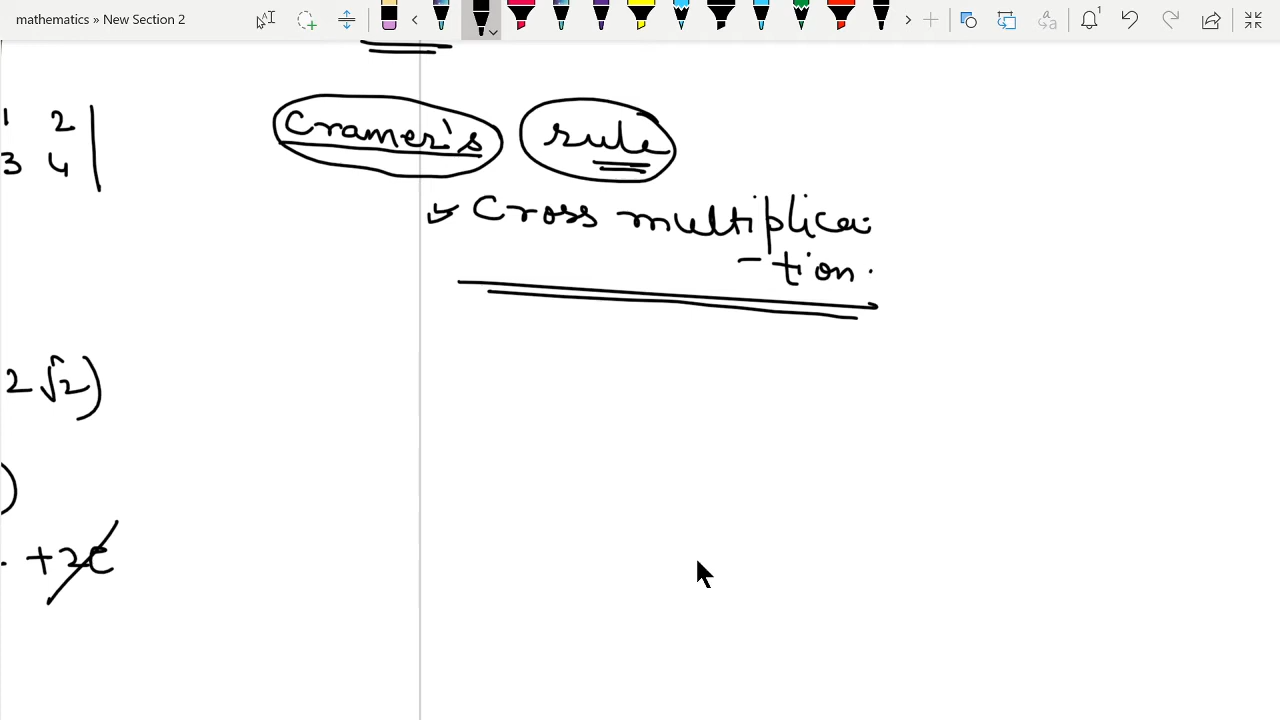 mathematics » New Section 2
1 2
3 4
Cramer's rule
Cross multiplica
- tion.
2 √2)
)
+2C